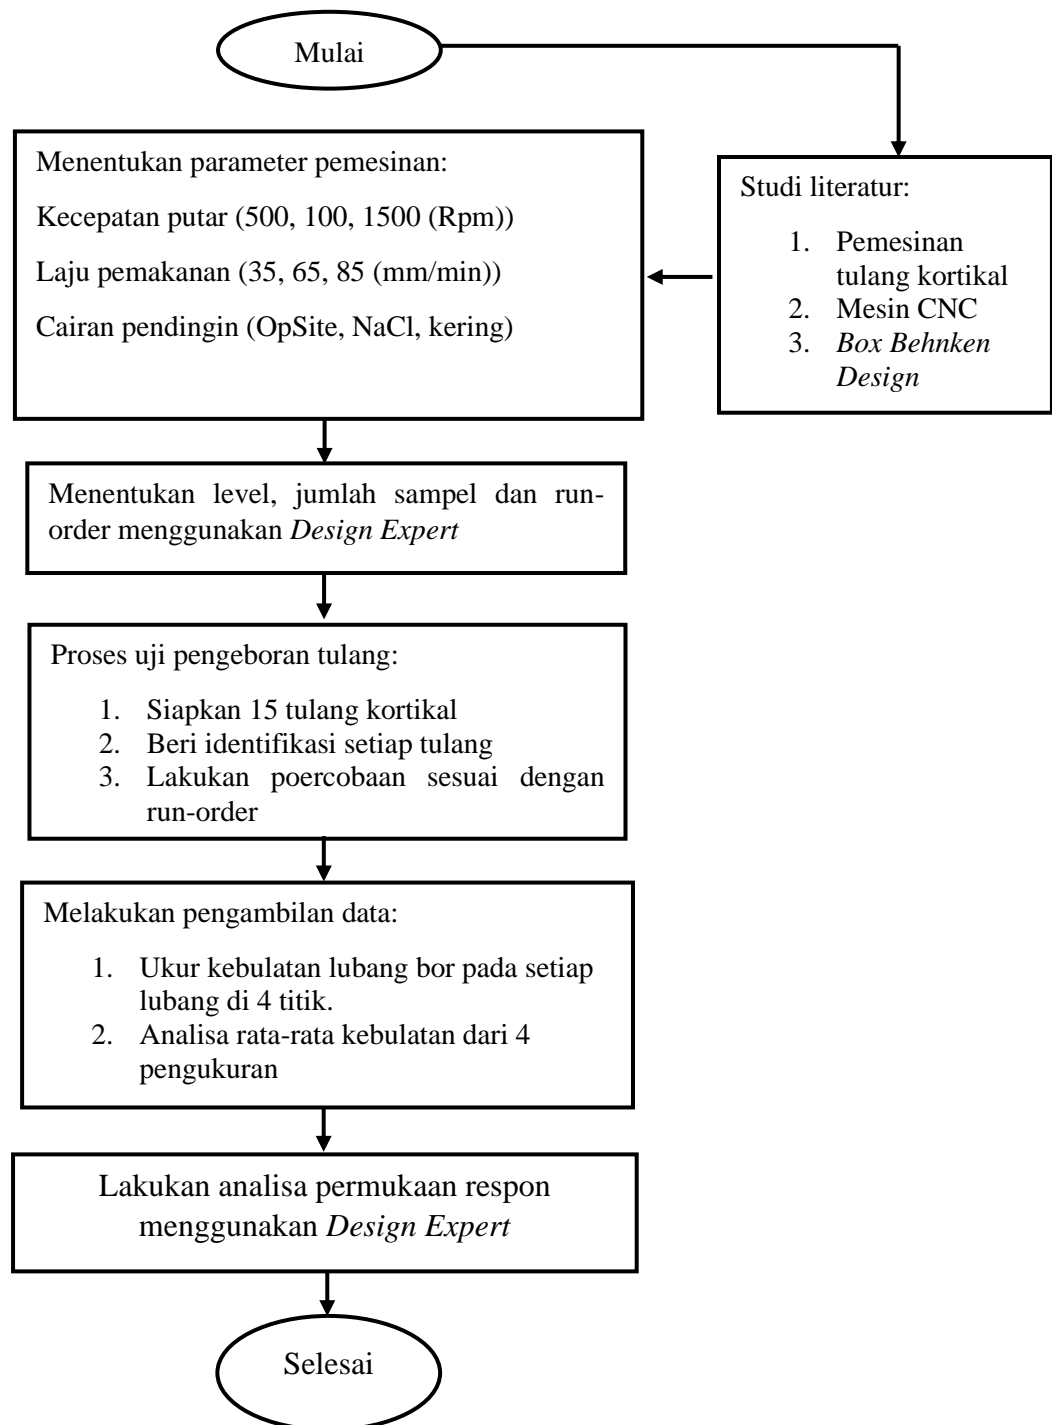 Mulai
Studi literatur:
1. Pemesinan
tulang kortikal
2. Mesin CNC
3. Box Behnken
Design
Menentukan parameter pemesinan:
Kecepatan putar (500, 100, 1500 (Rpm))
Laju pemakanan (35, 65, 85 (mm/min))
Cairan pendingin (OpSite, NaCl, kering)
Menentukan level, jumlah sampel dan run-
order menggunakan Design Expert
Proses uji pengeboran tulang:
1. Siapkan 15 tulang kortikal
2. Beri identifikasi setiap tulang
3. Lakukan poercobaan sesuai dengan
run-order
Melakukan pengambilan data:
1. Ukur kebulatan lubang bor pada setiap
lubang di 4 titik.
2. Analisa rata-rata kebulatan dari 4
pengukuran
Lakukan analisa permukaan respon
menggunakan Design Expert
Selesai